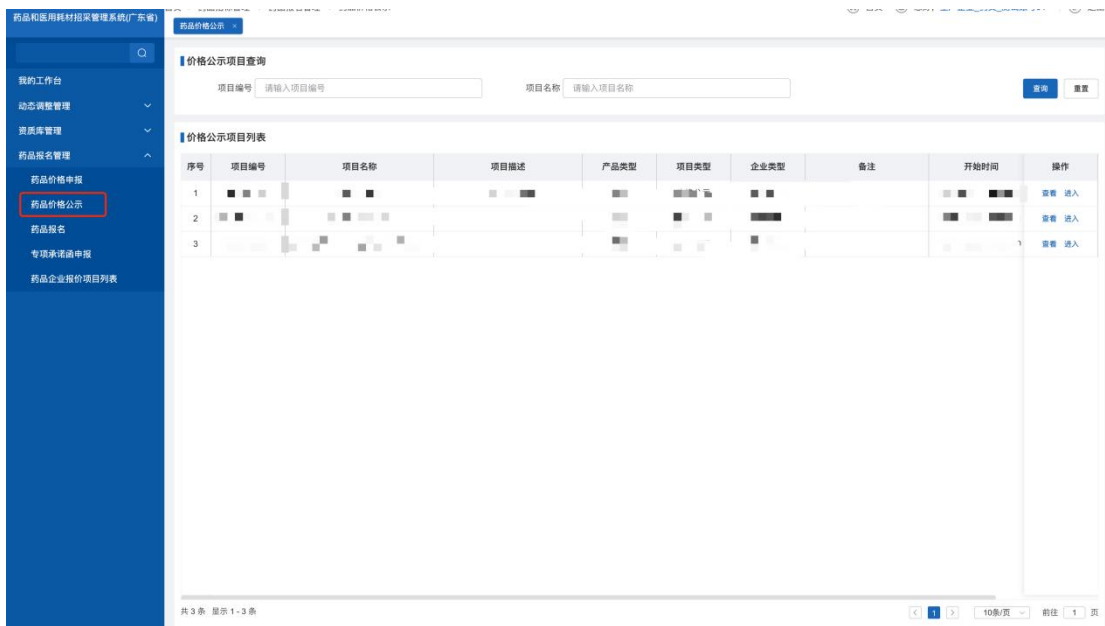 药品和医用耗材招采管理系统(广东省)
药品价格公示 ×
价格公示项目查询
我的工作台
项目编号 请输入项目编号 项目名称 请输入项目名称 查询 重置
动态调整管理
资质库管理
价格公示项目列表
药品报名管理
序号 项目编号 项目名称 项目描述 产品类型 项目类型 企业类型 备注 开始时间 操作
药品价格申报
1 查看 进入
药品价格公示
2 查看 进入
药品报名
3 查看 进入
专项承诺函申报
药品企业报价项目列表
共 3 条 显示 1 - 3 条 < 1 > 10条/页 前往 1 页